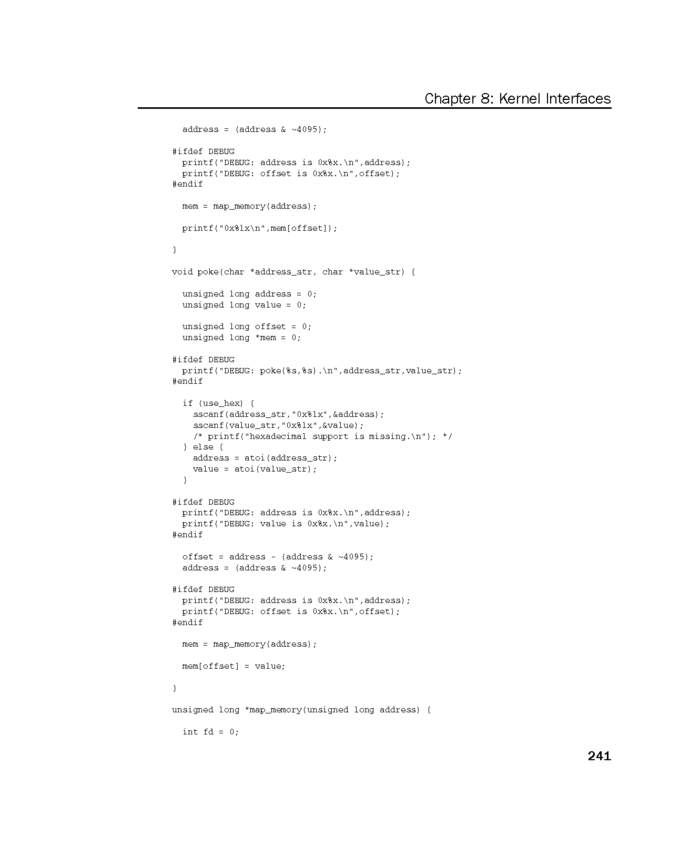 Chapter 8: Kernel Interfaces
address = (address & ~4095);
#ifdef DEBUG
printf("DEBUG: address is 0x%x.\n",address);
printf("DEBUG: offset is 0x%x.\n",offset);
#endif
mem = map_memory(address);
printf("0x%lx\n",mem[offset]);
}
void poke(char *address_str, char *value_str) {
unsigned long address = 0;
unsigned long value = 0;
unsigned long offset = 0;
unsigned long *mem = 0;
#ifdef DEBUG
printf("DEBUG: poke(%s,%s).\n",address_str,value_str);
#endif
if (use_hex) {
sscanf(address_str,"0x%lx",&address);
sscanf(value_str,"0x%lx",&value);
/* printf("hexadecimal support is missing.\n"); */
} else {
address = atoi(address_str);
value = atoi(value_str);
}
#ifdef DEBUG
printf("DEBUG: address is 0x%x.\n",address);
printf("DEBUG: value is 0x%x.\n",value);
#endif
offset = address - (address & ~4095);
address = (address & ~4095);
#ifdef DEBUG
printf("DEBUG: address is 0x%x.\n",address);
printf("DEBUG: offset is 0x%x.\n",offset);
#endif
mem = map_memory(address);
mem[offset] = value;
}
unsigned long *map_memory(unsigned long address) {
int fd = 0;
241